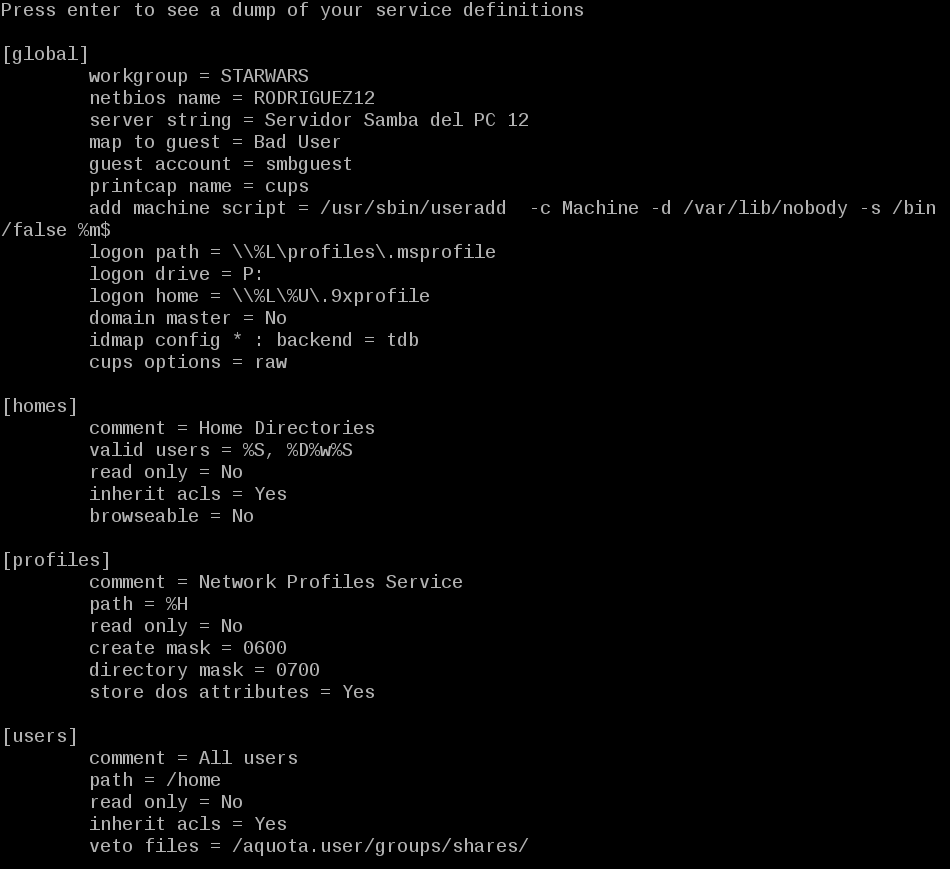 Press enter to see a dump of your service definitions
[global]
workgroup = STARWARS
netbios name = RODRIGUEZ12
server string = Servidor Samba del PC 12
map to guest = Bad User
guest account = smbguest
printcap name = cups
add machine script = /usr/sbin/useradd  -c Machine -d /var/lib/nobody -s /bin
/false %m$
logon path = \\%L\profiles\.msprofile
logon drive = P:
logon home = \\%L\%U\.9xprofile
domain master = No
idmap config * : backend = tdb
cups options = raw
[homes]
comment = Home Directories
valid users = %S, %D%w%S
read only = No
inherit acls = Yes
browseable = No
[profiles]
comment = Network Profiles Service
path = %H
read only = No
create mask = 0600
directory mask = 0700
store dos attributes = Yes
[users]
comment = All users
path = /home
read only = No
inherit acls = Yes
veto files = /aquota.user/groups/shares/